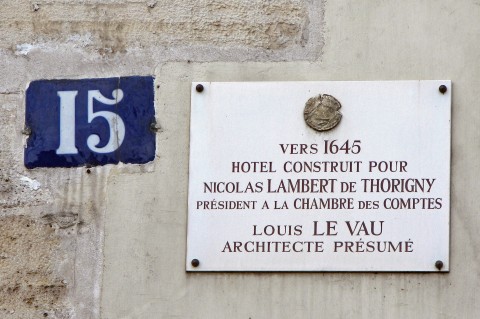 15
VERS 1645
HOTEL CONSTRUIT POUR
NICOLAS LAMBERT DE THORIGNY
PRÉSIDENT A LA CHAMBRE DES COMPTES
LOUIS LE VAU
ARCHITECTE PRÉSUMÉ